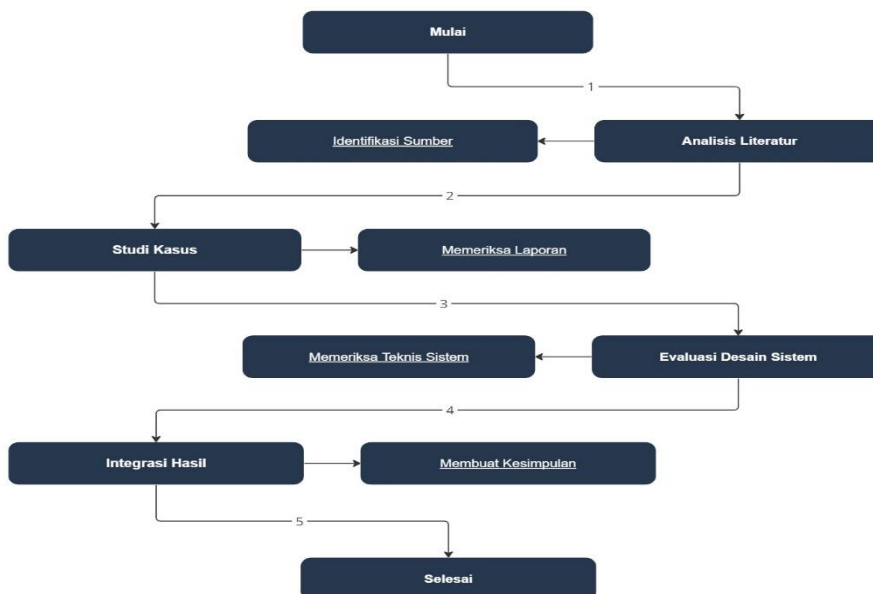 Mulai
1
Identifikasi Sumber
Analisis Literatur
2
Studi Kasus
Memeriksa Laporan
3
Memeriksa Teknis Sistem
Evaluasi Desain Sistem
4
Integrasi Hasil
Membuat Kesimpulan
5
Selesai